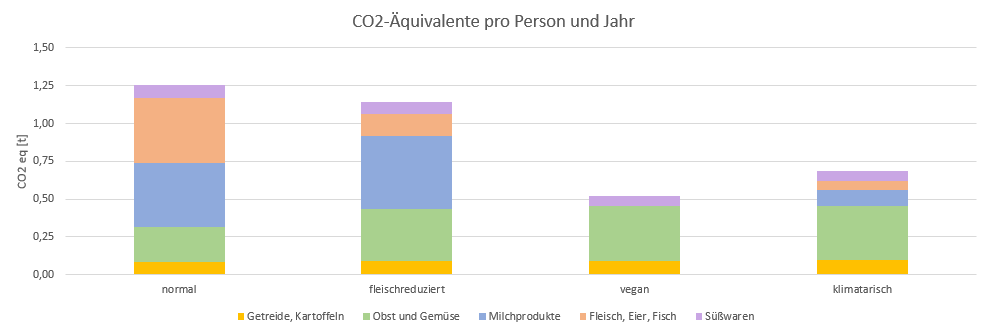 CO2-Äquivalente pro Person und Jahr
CO2 eq [t]
1,50
1,25
1,00
0,75
0,50
0,25
0,00
normal fleischreduziert vegan klimatarisch
Getreide, Kartoffeln Obst und Gemüse Milchprodukte Fleisch, Eier, Fisch Süßwaren